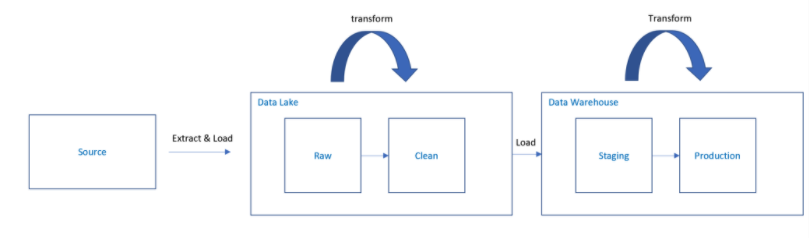 transform
Transform
Data Lake
Data Warehouse
Source
Extract & Load
Raw
Clean
Load
Staging
Production